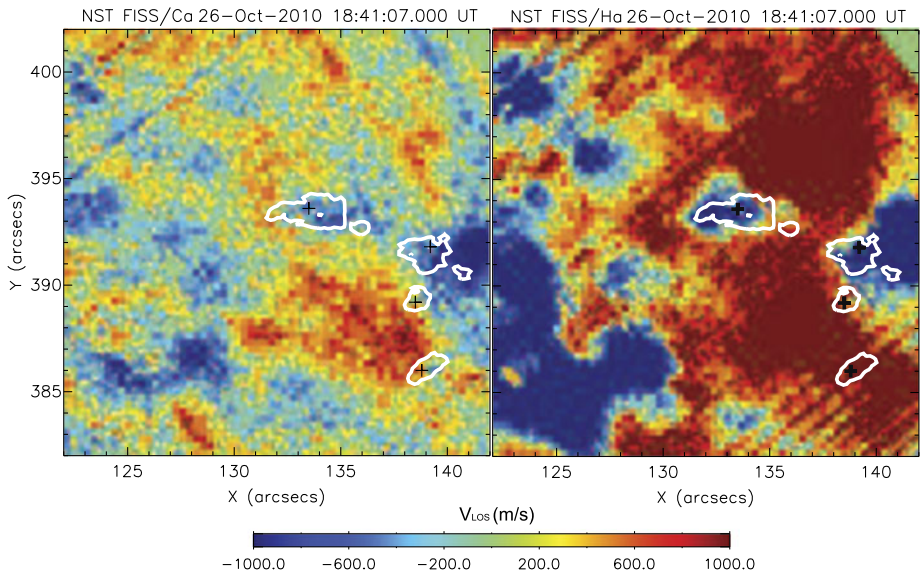 NST FISS/Ca 26-Oct-2010 18:41:07.000 UT
NST FISS/Ha 26-Oct-2010 18:41:07.000 UT
400
395
390
385
Y (arcsecs)
125 130 135 140
125 130 135 140
X (arcsecs)
X (arcsecs)
VLOS (m/s)
-1000.0 -600.0 -200.0 200.0 600.0 1000.0